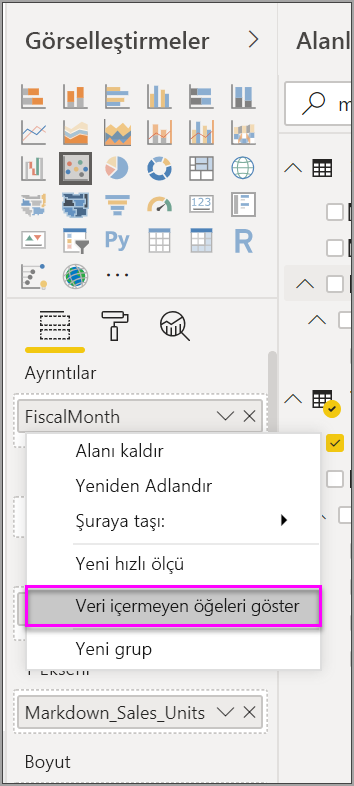 Görselleştirmeler
Alanl
m
123
Py
R
Ayrıntılar
FiscalMonth
Alanı kaldır
Yeniden Adlandır
Şuraya taşı:
Yeni hızlı ölçü
Veri içermeyen öğeleri göster
Yeni grup
Markdown_Sales_Units
Boyut